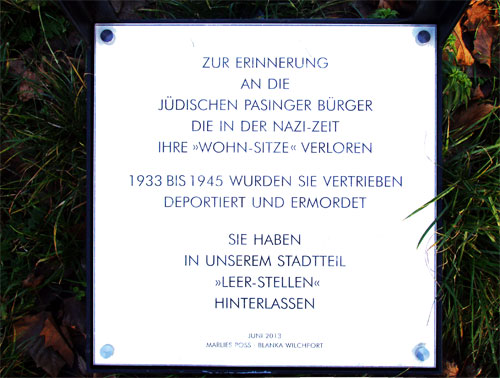 ZUR ERINNERUNG
AN DIE
JÜDISCHEN PASINGER BÜRGER
DIE IN DER NAZI-ZEIT
IHRE »WOHN-SITZE« VERLOREN
1933 BIS 1945 WURDEN SIE VERTRIEBEN
DEPORTIERT UND ERMORDET
SIE HABEN
IN UNSEREM STADTTEIL
»LEER-STELLEN«
HINTERLASSEN
JUNI 2013
MARLIES POSS - BLANKA WILCHFORT